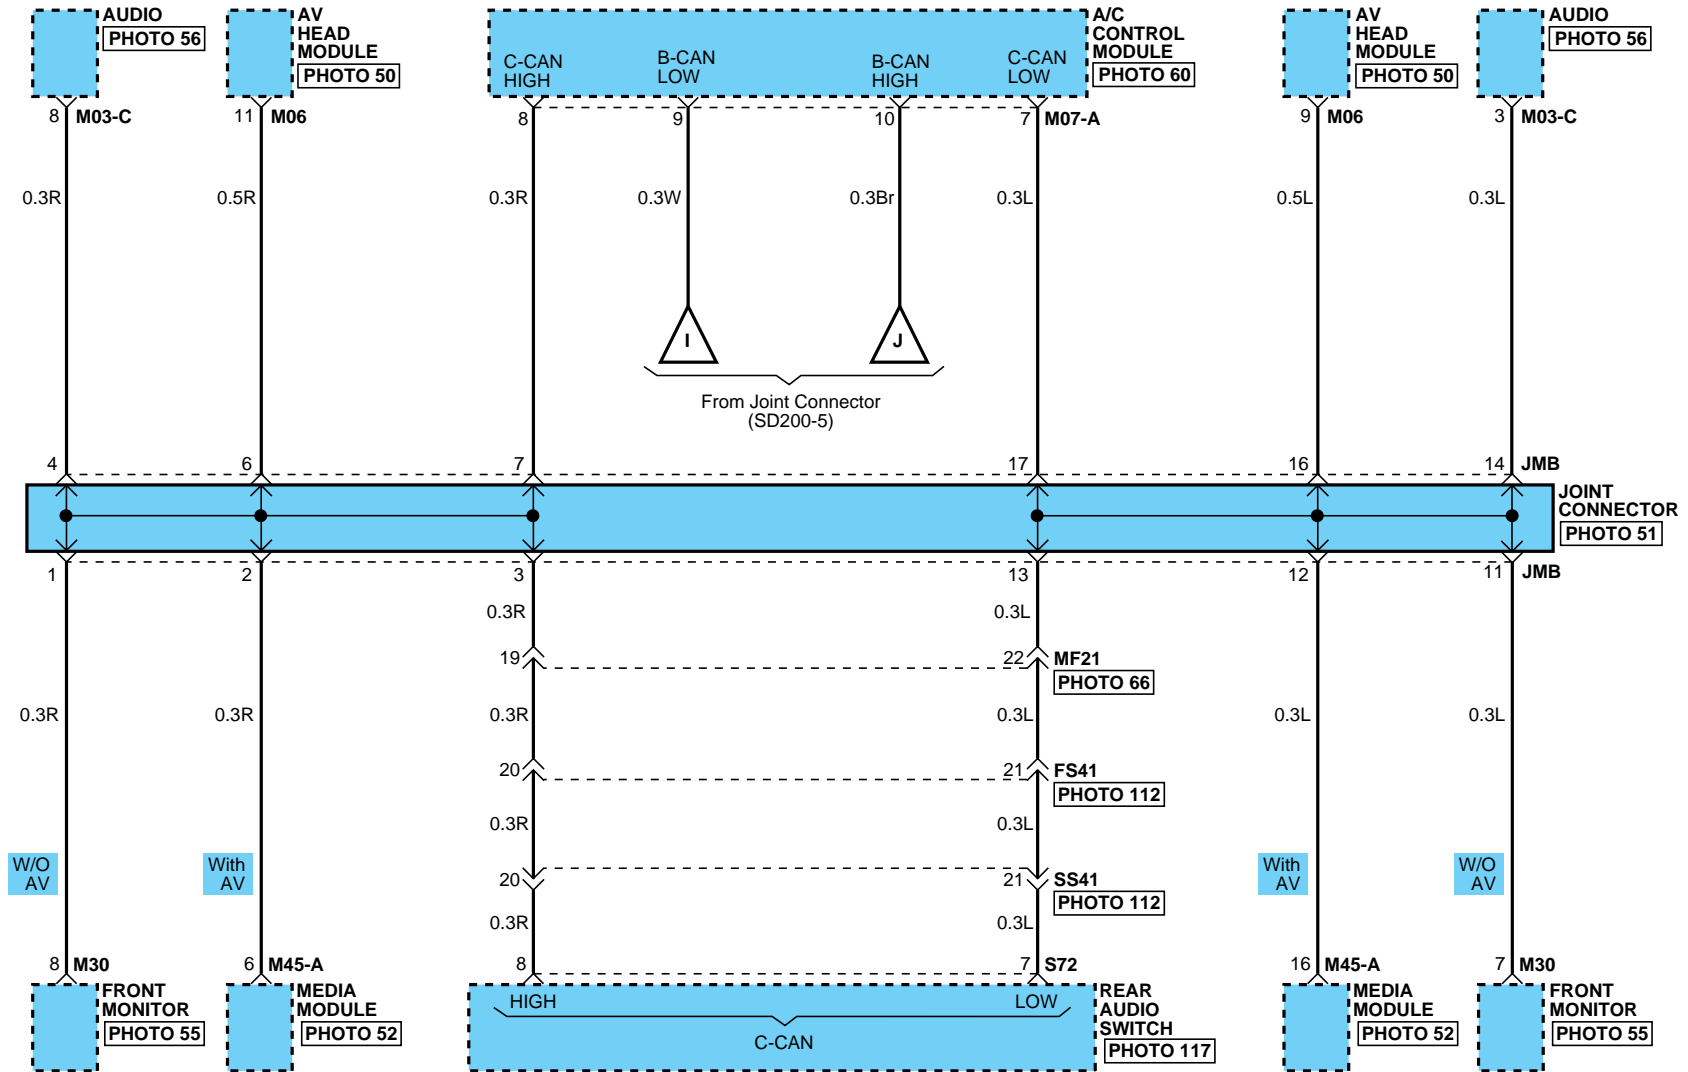 AUDIO
PHOTO 56
AV
HEAD
MODULE
PHOTO 50
C-CAN
HIGH
B-CAN
LOW
B-CAN
HIGH
C-CAN
LOW
A/C
CONTROL
MODULE
PHOTO 60
AV
HEAD
MODULE
PHOTO 50
AUDIO
PHOTO 56
8 M03-C
11 M06
8
9
10
7 M07-A
9 M06
3 M03-C
0.3R
0.5R
0.3R
0.3W
0.3Br
0.3L
0.5L
0.3L
I
J
From Joint Connector
(SD200-5)
4
6
7
17
16
14 JMB
JOINT
CONNECTOR
PHOTO 51
1
2
3
13
12
11 JMB
0.3R
0.3L
19
22 MF21
PHOTO 66
0.3R
0.3R
0.3R
0.3L
0.3L
0.3L
20
21 FS41
PHOTO 112
0.3R
0.3L
W/O
AV
With
AV
With
AV
W/O
AV
20
21 SS41
PHOTO 112
0.3R
0.3L
8 M30
6 M45-A
8
7 S72
16 M45-A
7 M30
FRONT
MONITOR
PHOTO 55
MEDIA
MODULE
PHOTO 52
HIGH
LOW
C-CAN
REAR
AUDIO
SWITCH
PHOTO 117
MEDIA
MODULE
PHOTO 52
FRONT
MONITOR
PHOTO 55